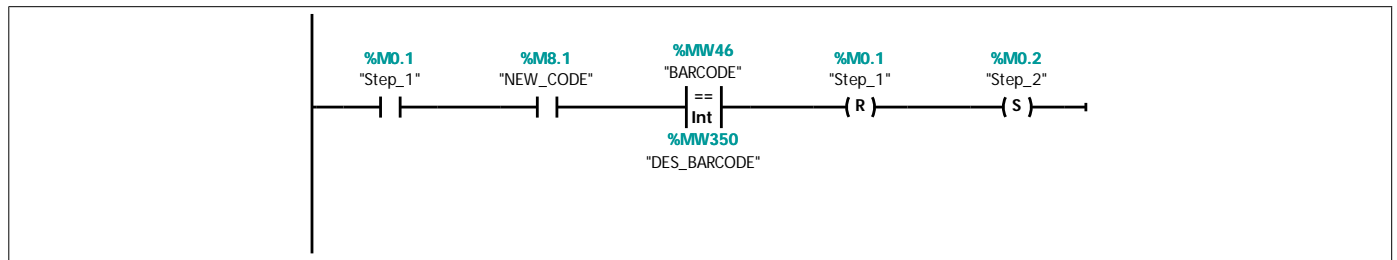 %M0.1
"Step_1"
%M8.1
"NEW_CODE"
%MW46
"BARCODE"
==
Int
%MW350
"DES_BARCODE"
%M0.1
"Step_1"
R
%M0.2
"Step_2"
S